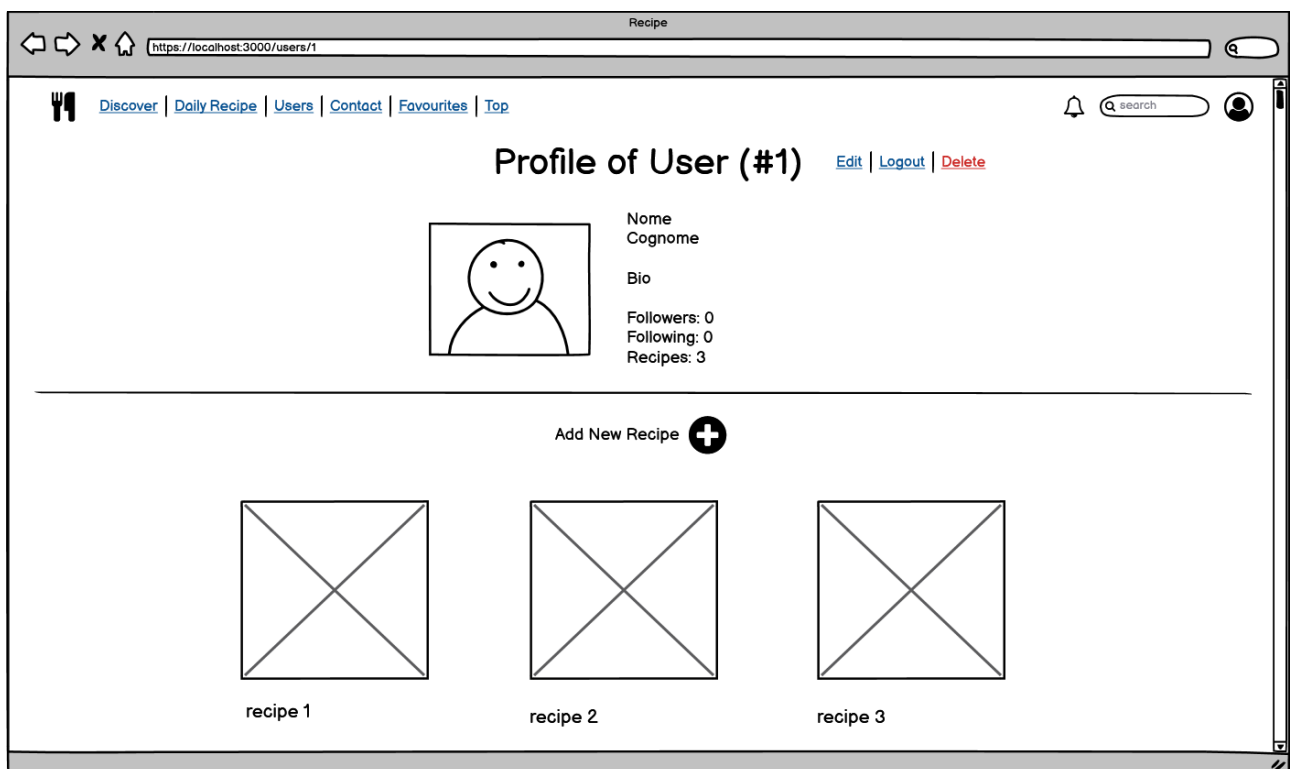 Recipe
https://localhost:3000/users/1
Discover | Daily Recipe | Users | Contact | Favourites | Top
search
Profile of User (#1)
Edit | Logout | Delete
Nome
Cognome
Bio
Followers: 0
Following: 0
Recipes: 3
Add New Recipe
recipe 1
recipe 2
recipe 3